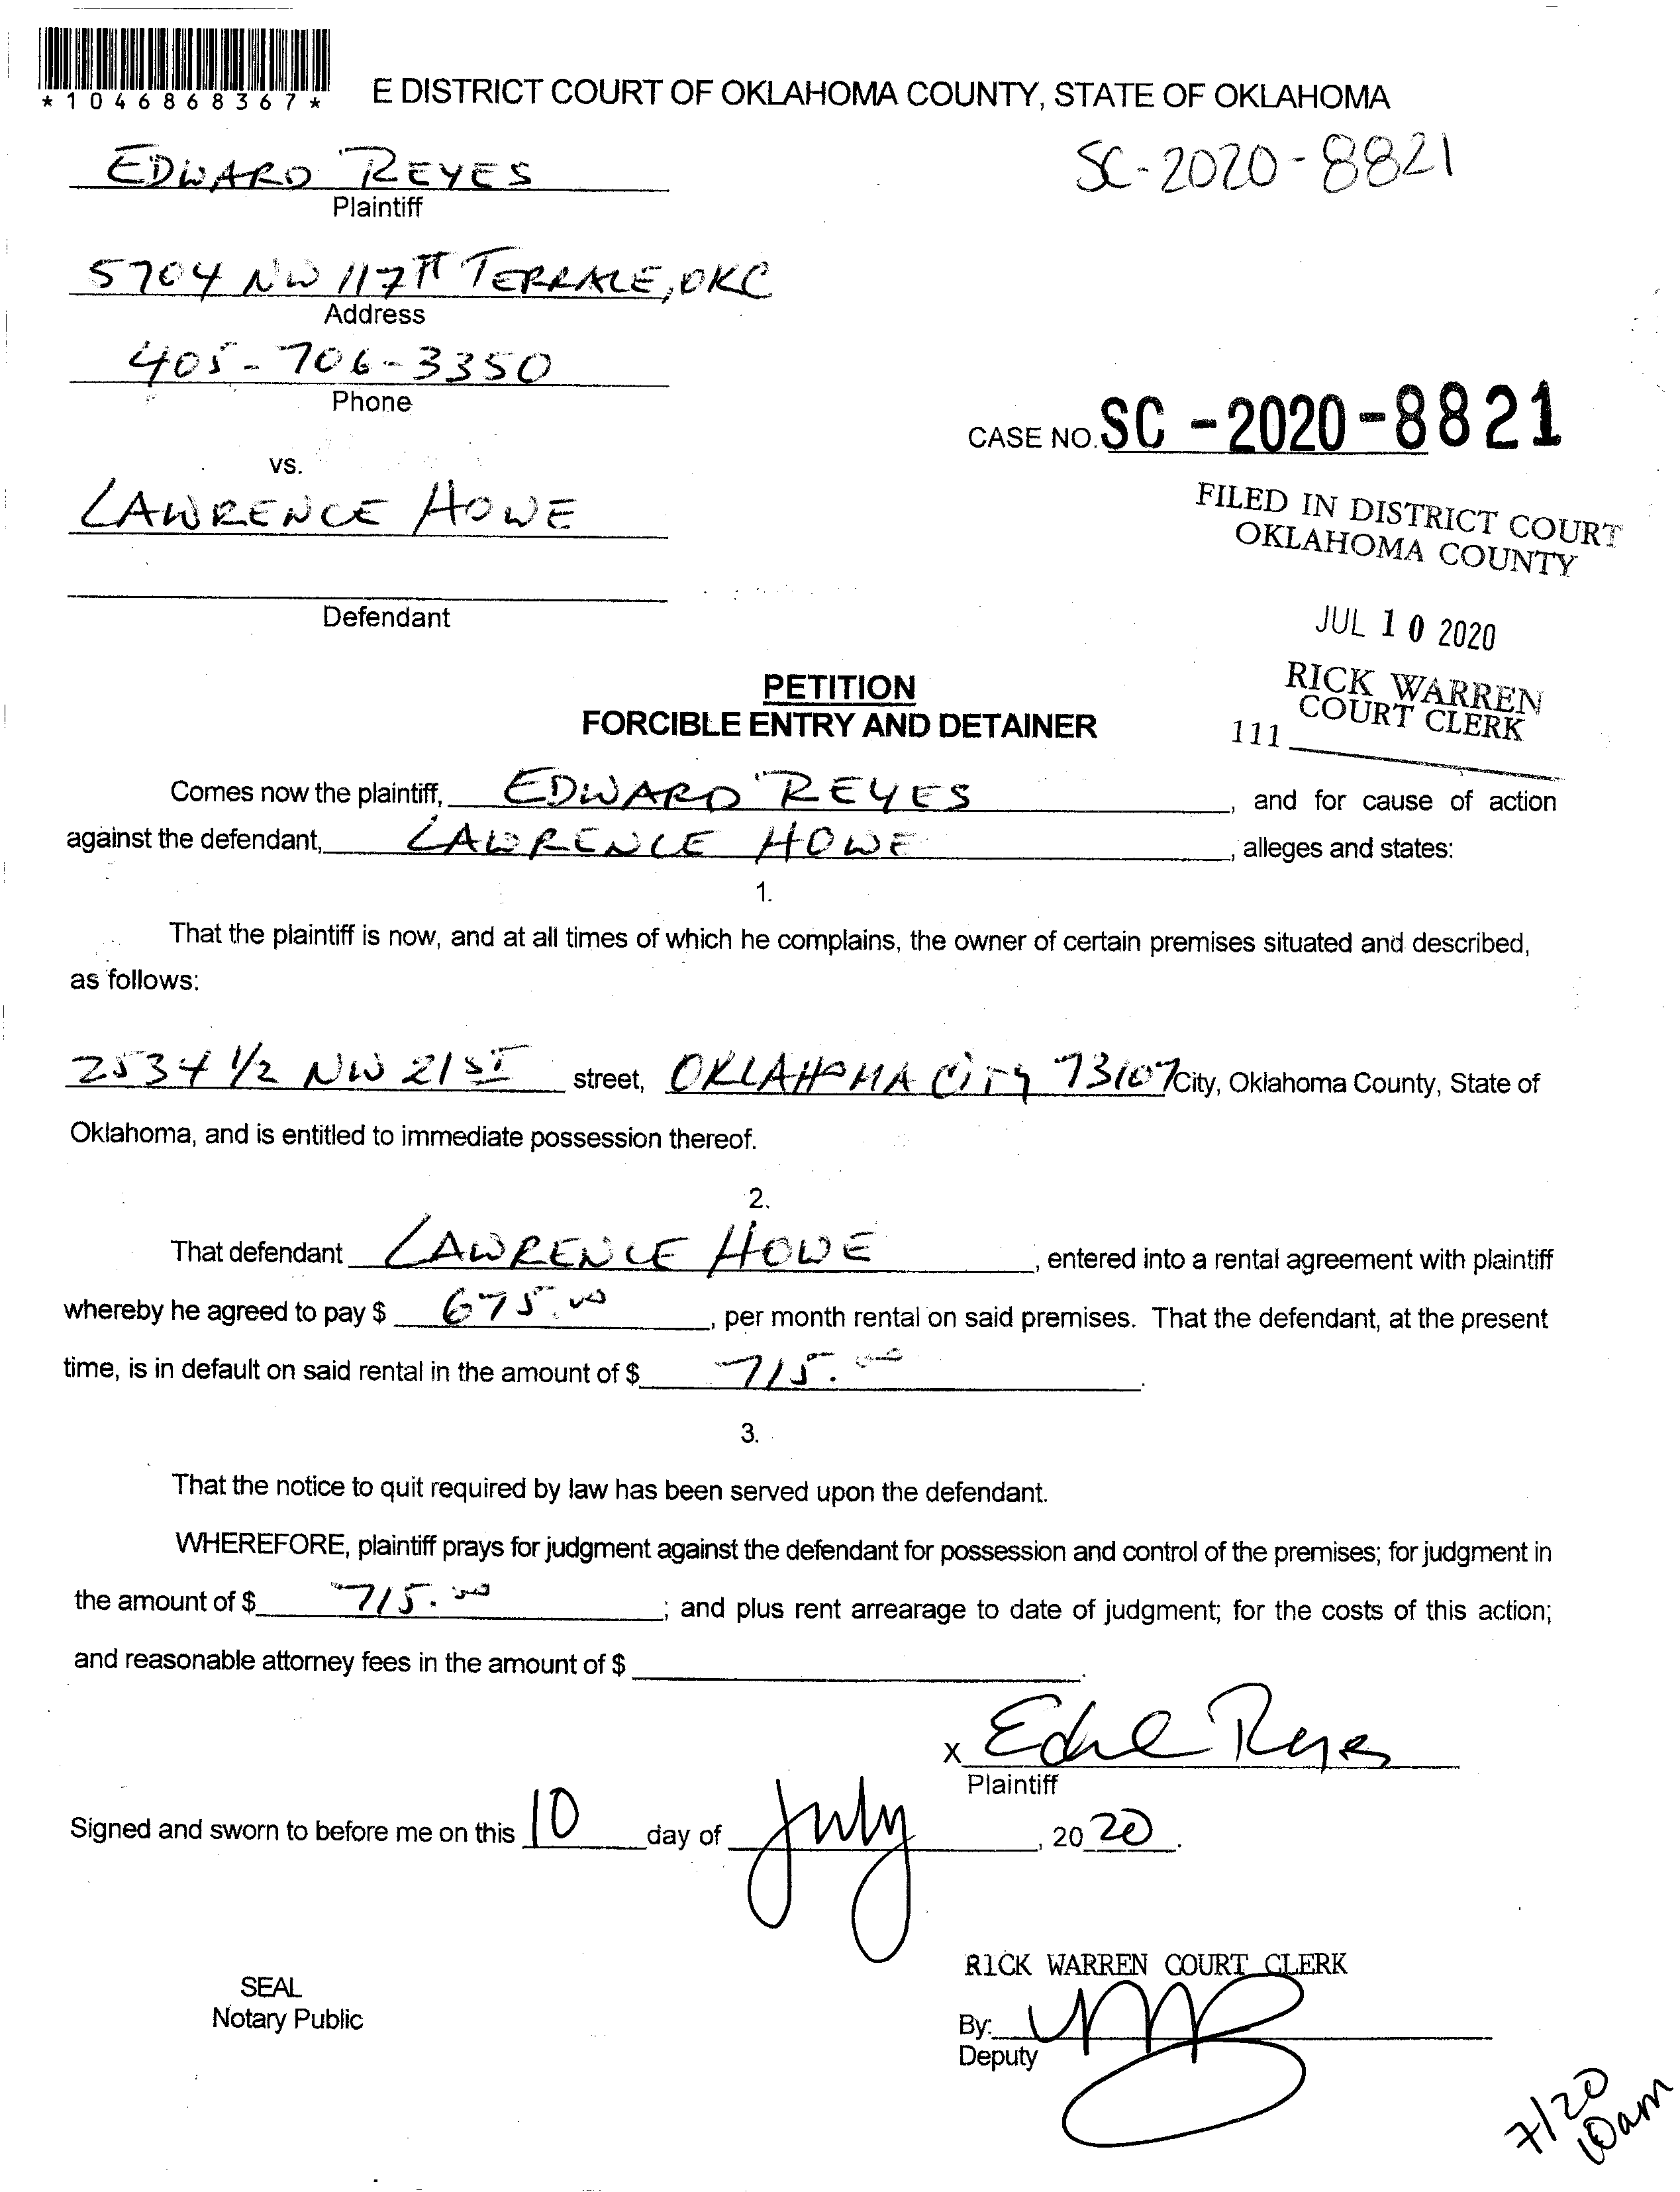 *1046868367*
E DISTRICT COURT OF OKLAHOMA COUNTY, STATE OF OKLAHOMA
EDWARD REYES
SC-2020-8821
Plaintiff
5704 NW 117TH TERRACE, OKC
Address
405-706-3350
Phone
CASE NO. SC -2020-8821
vs.
LAWRENCE HOWE
FILED IN DISTRICT COURT
OKLAHOMA COUNTY
Defendant
JUL 10 2020
RICK WARREN
COURT CLERK
111
PETITION
FORCIBLE ENTRY AND DETAINER
Comes now the plaintiff, EDWARD REYES, and for cause of action
against the defendant, LAWRENCE HOWE, alleges and states:
1.
That the plaintiff is now, and at all times of which he complains, the owner of certain premises situated and described,
as follows:
2534 1/2 NW 21ST street, OKLAHOMA CITY 73107 City, Oklahoma County, State of
Oklahoma, and is entitled to immediate possession thereof.
2.
That defendant LAWRENCE HOWE, entered into a rental agreement with plaintiff
whereby he agreed to pay $ 675.00, per month rental on said premises. That the defendant, at the present
time, is in default on said rental in the amount of $ 715.00.
3.
That the notice to quit required by law has been served upon the defendant.
WHEREFORE, plaintiff prays for judgment against the defendant for possession and control of the premises; for judgment in
the amount of $ 715.00; and plus rent arrearage to date of judgment; for the costs of this action;
and reasonable attorney fees in the amount of $ .
x
Plaintiff
Signed and sworn to before me on this 10 day of July, 20 20.
RICK WARREN COURT CLERK
SEAL
Notary Public
By:
Deputy
7/20
10am